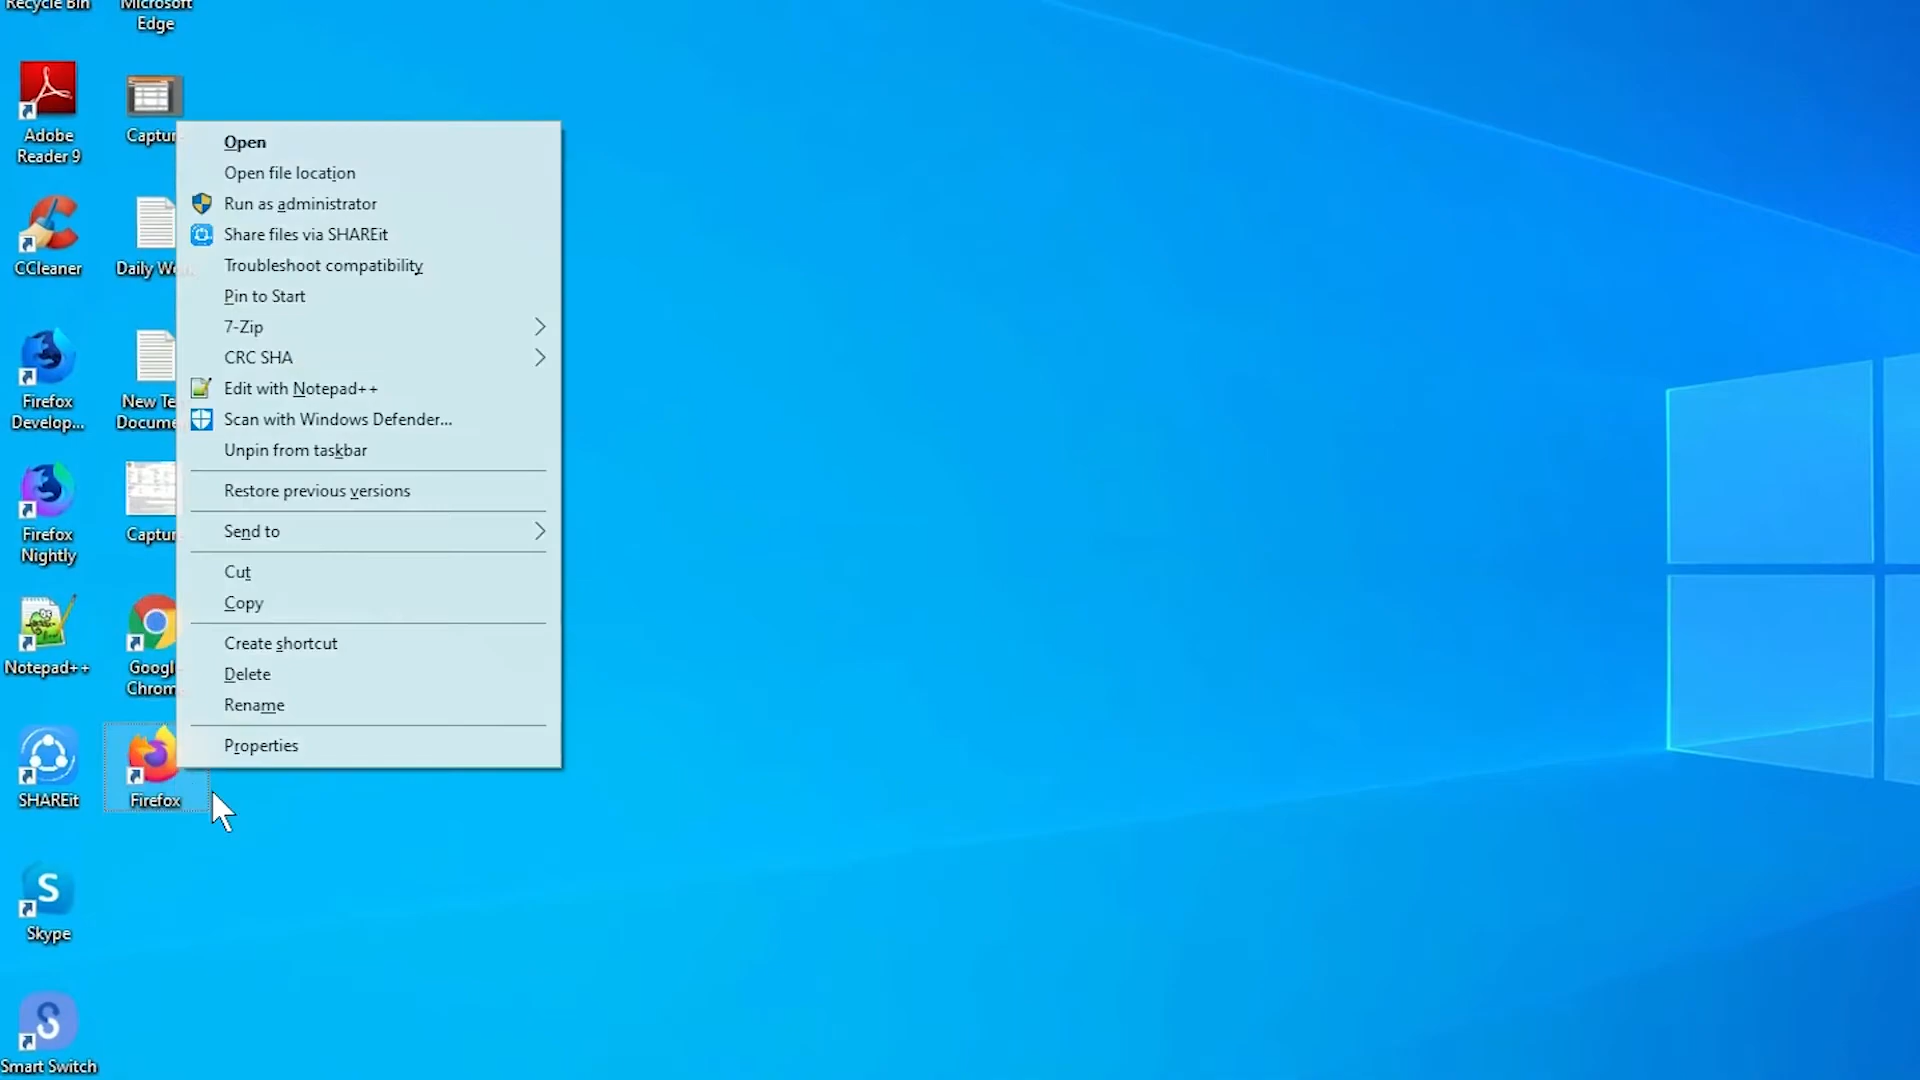 Recycle Bin
Microsoft
Edge
Adobe
Reader 9
Captur
CCleaner
Daily Wo
Firefox
Develop...
New Te
Docume
Firefox
Nightly
Captur
Notepad++
Googl
Chrom
SHAREit
Firefox
Skype
Smart Switch
Open
Open file location
Run as administrator
Share files via SHAREit
Troubleshoot compatibility
Pin to Start
7-Zip
CRC SHA
Edit with Notepad++
Scan with Windows Defender...
Unpin from taskbar
Restore previous versions
Send to
Cut
Copy
Create shortcut
Delete
Rename
Properties